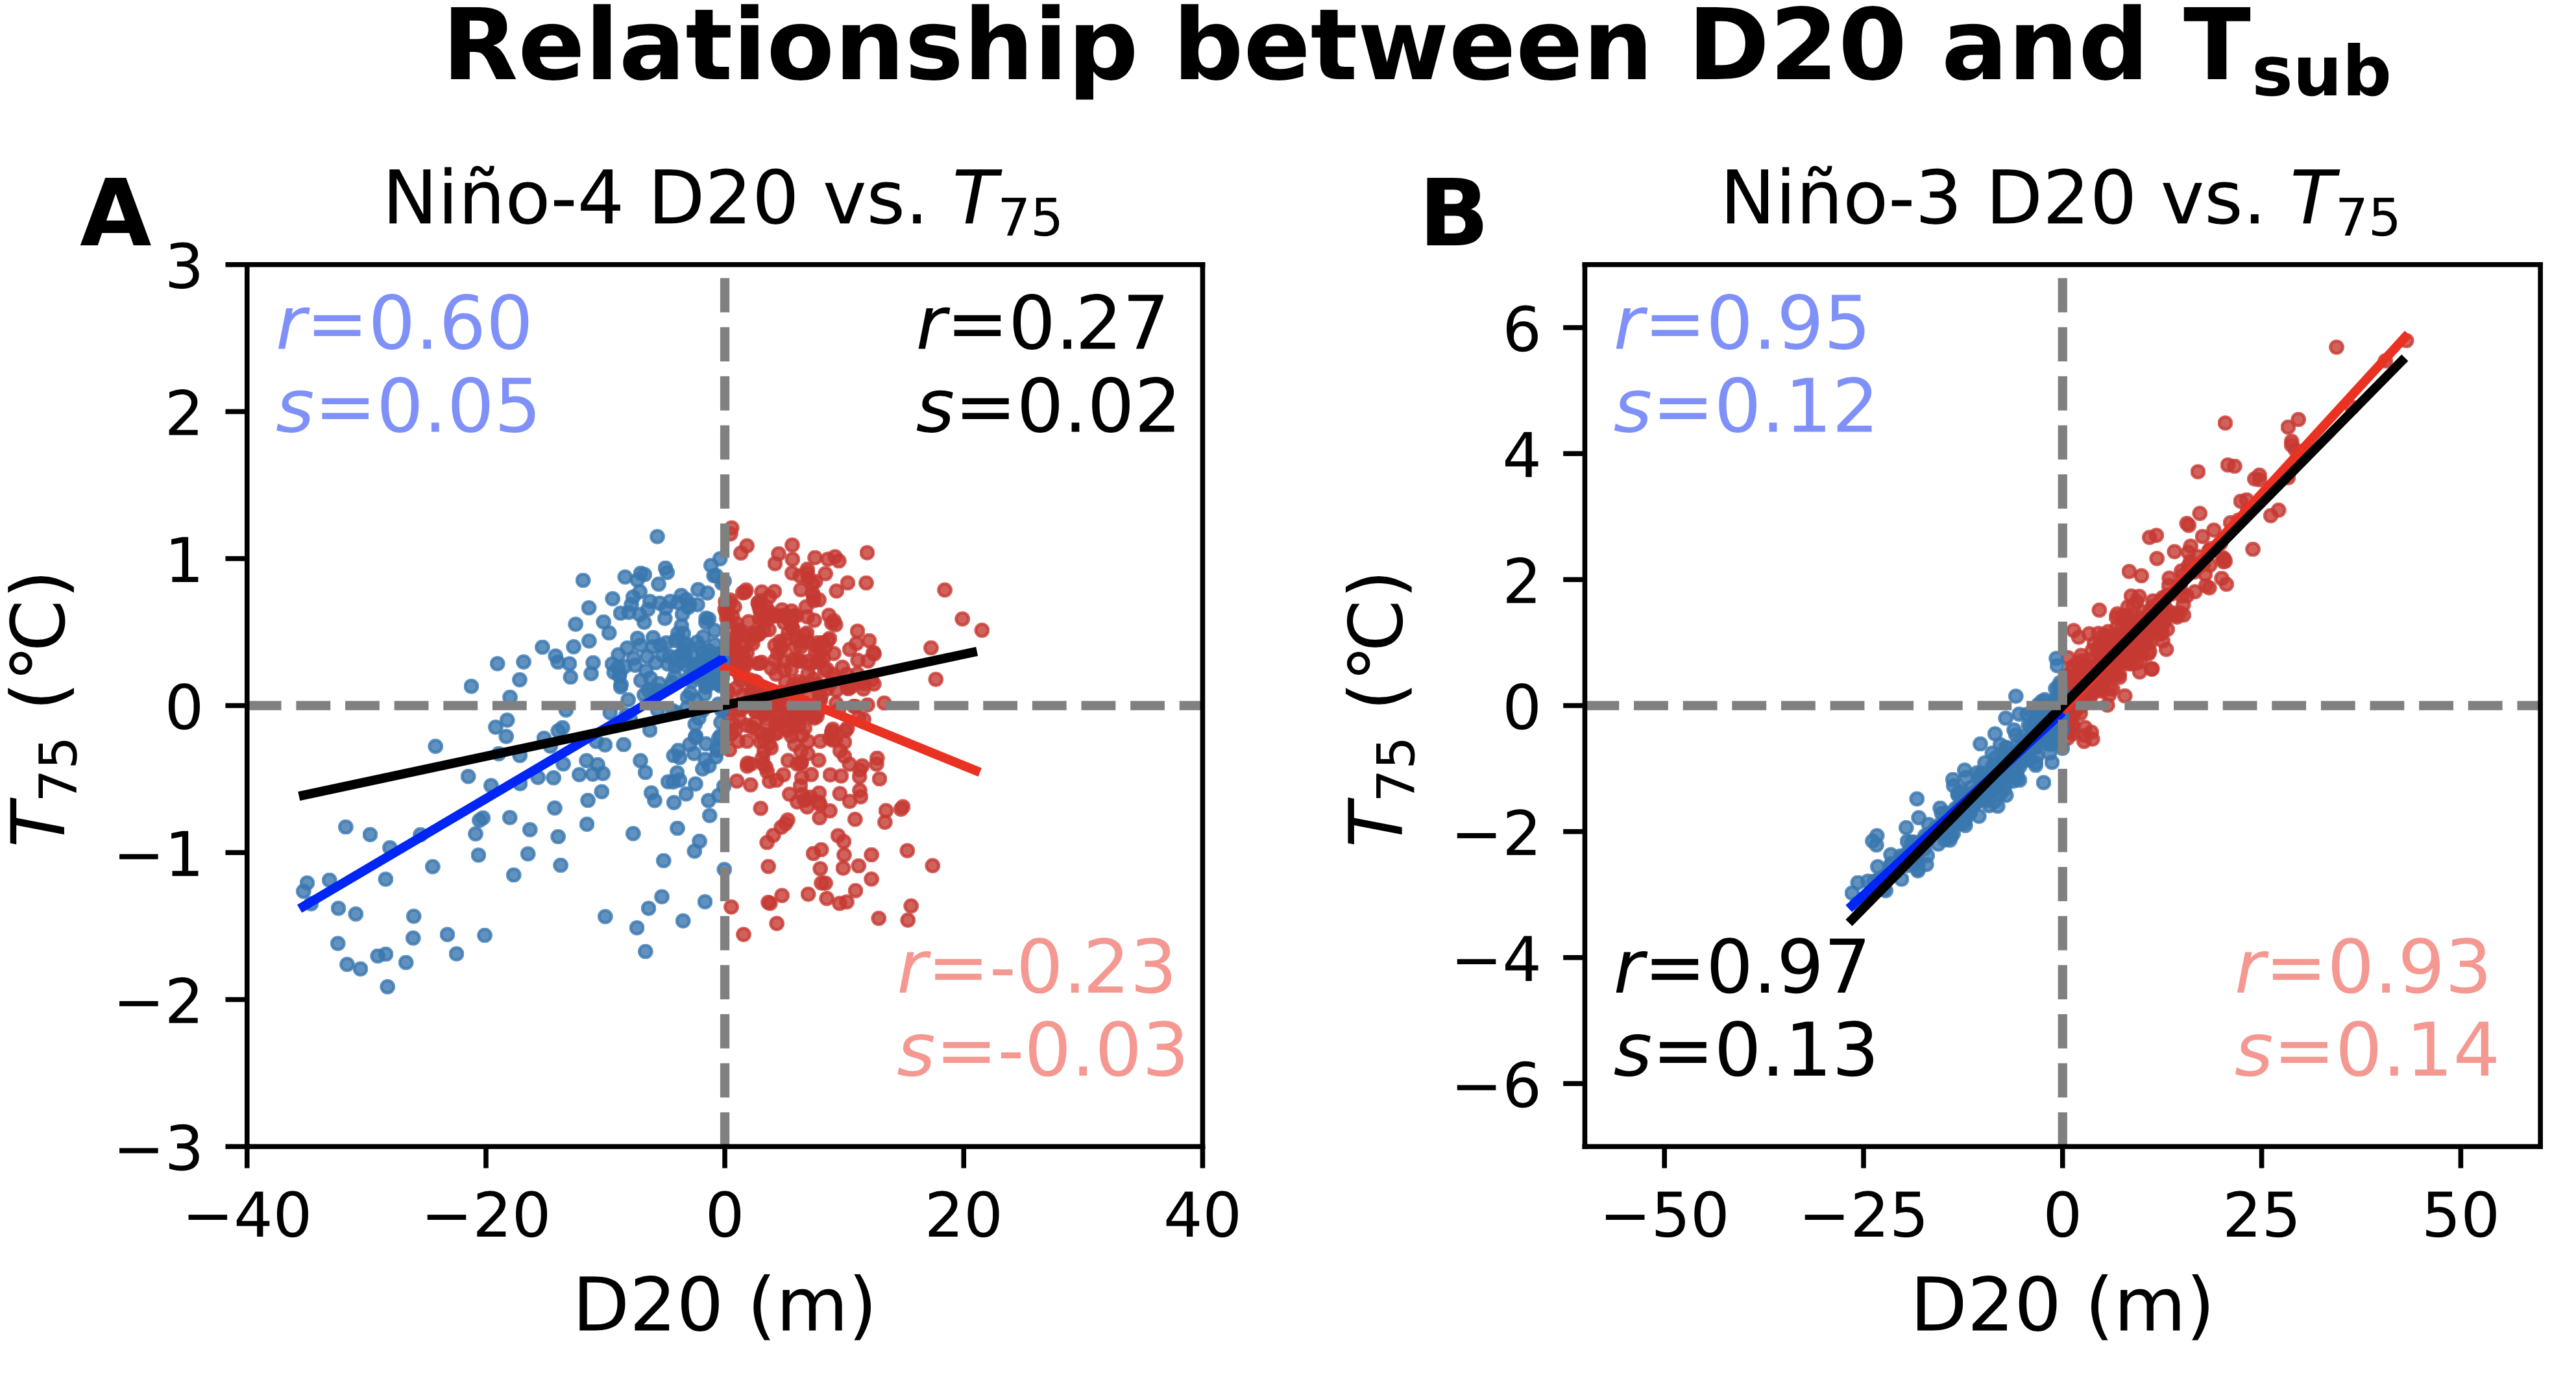 Relationship between D20 and Tsub
A
Niño-4 D20 vs. T75
r=0.60
s=0.05
r=0.27
s=0.02
r=-0.23
s=-0.03
3
2
1
0
−1
−2
−3
T75 (°C)
−40
−20
0
20
40
D20 (m)
B
Niño-3 D20 vs. T75
r=0.95
s=0.12
r=0.97
s=0.13
r=0.93
s=0.14
6
4
2
0
−2
−4
−6
T75 (°C)
−50
−25
0
25
50
D20 (m)